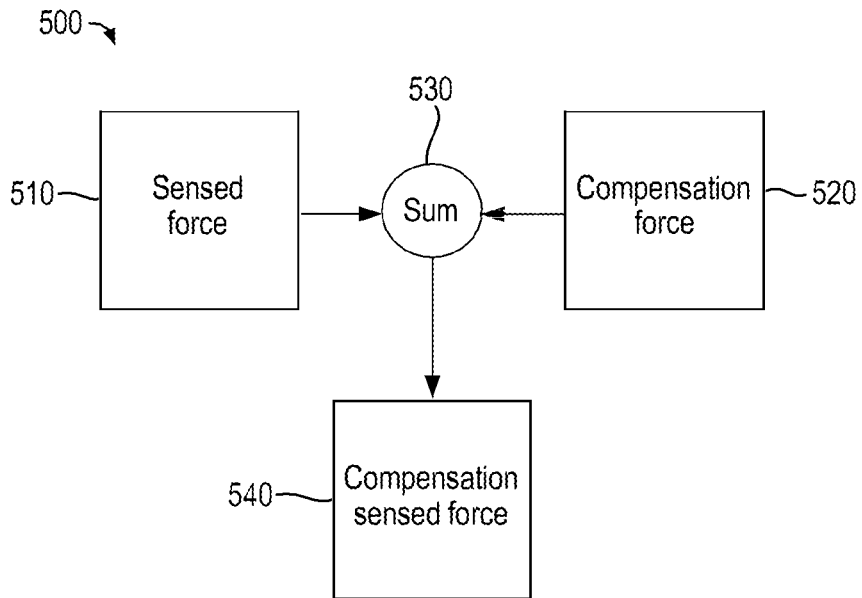 500
530
510
Sensed
force
Sum
Compensation
force
520
540
Compensation
sensed force